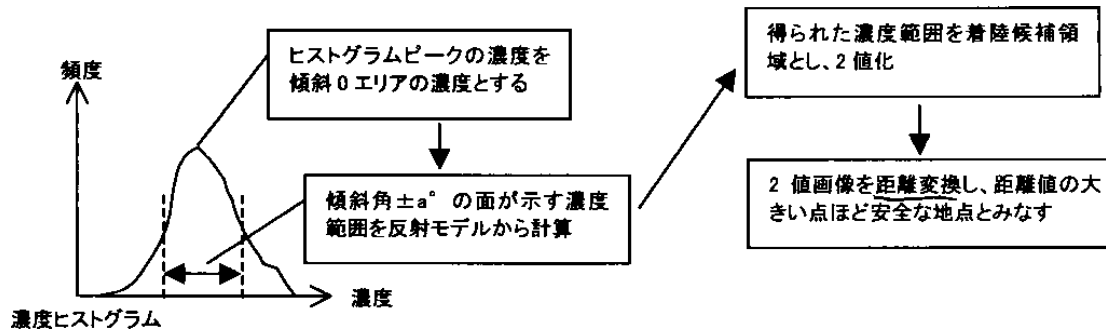 頻度
ヒストグラムピークの濃度を
傾斜0エリアの濃度とする
傾斜角±a°の面が示す濃度
範囲を反射モデルから計算
濃度
濃度ヒストグラム
得られた濃度範囲を着陸候補領
域とし、2値化
2値画像を距離変換し、距離値の大
きい点ほど安全な地点とみなす